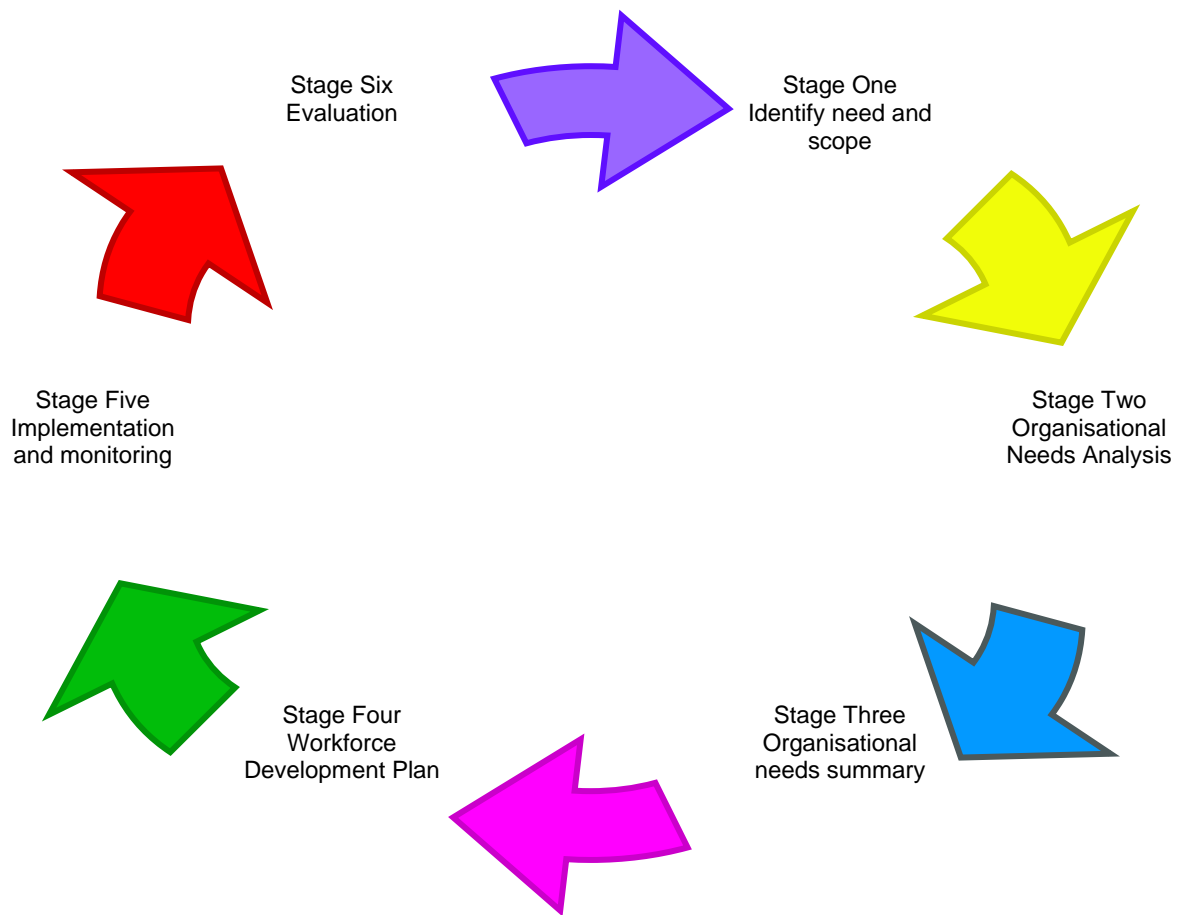 Stage Six
Evaluation
Stage One
Identify need and
scope
Stage Five
Implementation
and monitoring
Stage Two
Organisational
Needs Analysis
Stage Four
Workforce
Development Plan
Stage Three
Organisational
needs summary